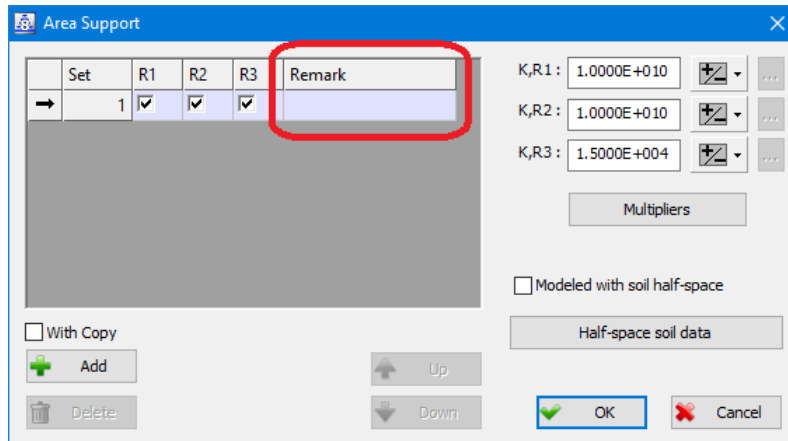 Area Support
Set R1 R2 R3 Remark
1
K,R1: 1.0000E+010
K,R2: 1.0000E+010
K,R3: 1.5000E+004
Multipliers
Modeled with soil half-space
Half-space soil data
With Copy
Add
Up
Delete
Down
OK
Cancel